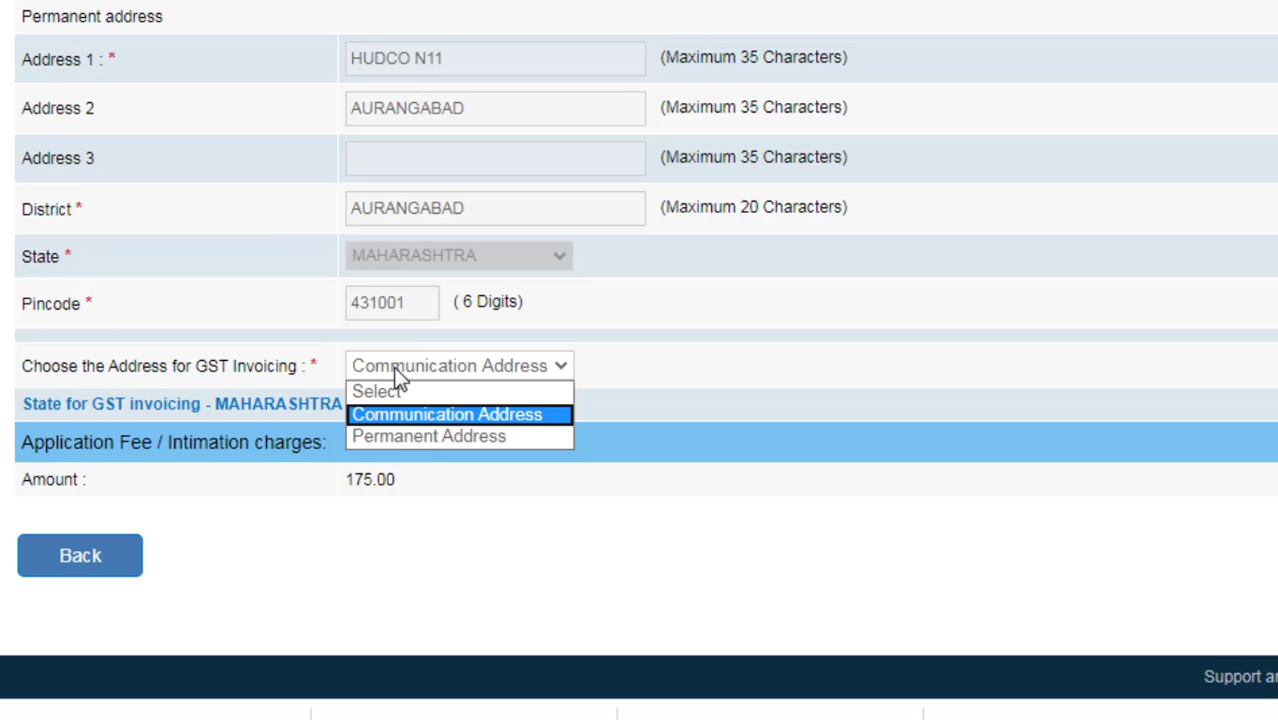 Permanent address
Address 1 : * HUDCO N11 (Maximum 35 Characters)
Address 2 AURANGABAD (Maximum 35 Characters)
Address 3 (Maximum 35 Characters)
District * AURANGABAD (Maximum 20 Characters)
State * MAHARASHTRA
Pincode * 431001 ( 6 Digits)
Choose the Address for GST Invoicing : * Communication Address
Select
State for GST invoicing - MAHARASHTRA Communication Address
Application Fee / Intimation charges: Permanent Address
Amount : 175.00
Back
Support